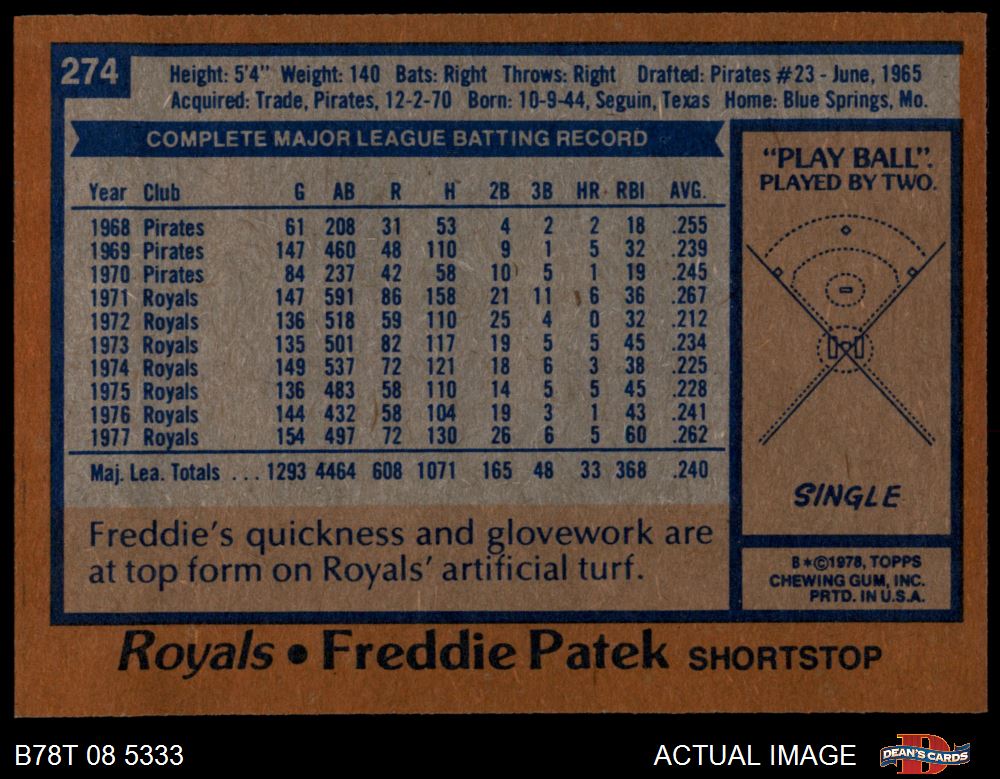 274
Height: 5'4" Weight: 140 Bats: Right Throws: Right Drafted: Pirates #23 - June, 1965
Acquired: Trade, Pirates, 12-2-70 Born: 10-9-44, Seguin, Texas Home: Blue Springs, Mo.
COMPLETE MAJOR LEAGUE BATTING RECORD
Year Club G AB R H 2B 3B HR RBI AVG.
1968 Pirates 61 208 31 53 4 2 2 18 .255
1969 Pirates 147 460 48 110 9 1 5 32 .239
1970 Pirates 84 237 42 58 10 5 1 19 .245
1971 Royals 147 591 86 158 21 11 6 36 .267
1972 Royals 136 518 59 110 25 4 0 32 .212
1973 Royals 135 501 82 117 19 5 5 45 .234
1974 Royals 149 537 72 121 18 6 3 38 .225
1975 Royals 136 483 58 110 14 5 5 45 .228
1976 Royals 144 432 58 104 19 3 1 43 .241
1977 Royals 154 497 72 130 26 6 5 60 .262
Maj. Lea. Totals ... 1293 4464 608 1071 165 48 33 368 .240
Freddie's quickness and glovework are
at top form on Royals' artificial turf.
"PLAY BALL".
PLAYED BY TWO.
SINGLE
B*©1978, TOPPS
CHEWING GUM, INC.
PRTD. IN U.S.A.
Royals • Freddie Patek SHORTSTOP
B78T 08 5333
ACTUAL IMAGE
DEAN'S CARDS